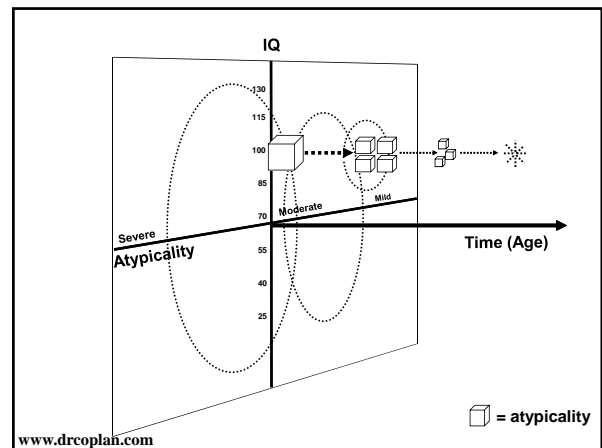 IQ
130
115
100
85
70
55
40
25
Severe
Moderate
Mild
Atypicality
Time (Age)
= atypicality
www.drcoplan.com